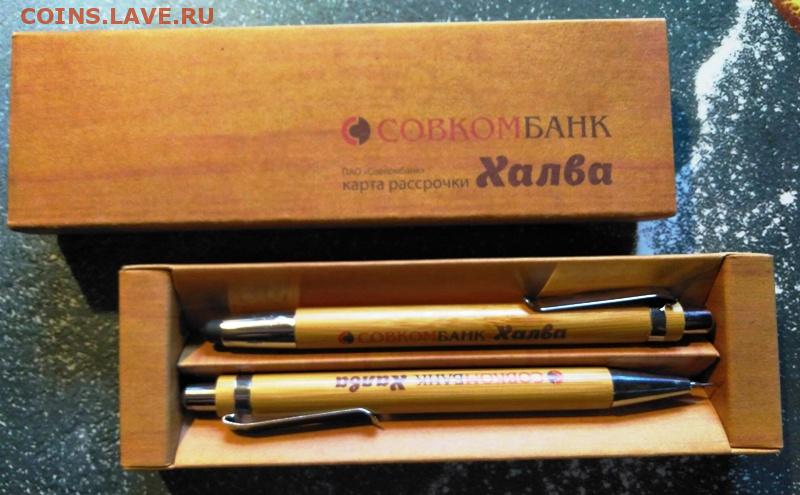 COINS.LAVE.RU
СОВКОМБАНК
ПАО «Совкомбанк»
карта рассрочки Халва
СОВКОМБАНК Халва
СОВКОМБАНК Халва